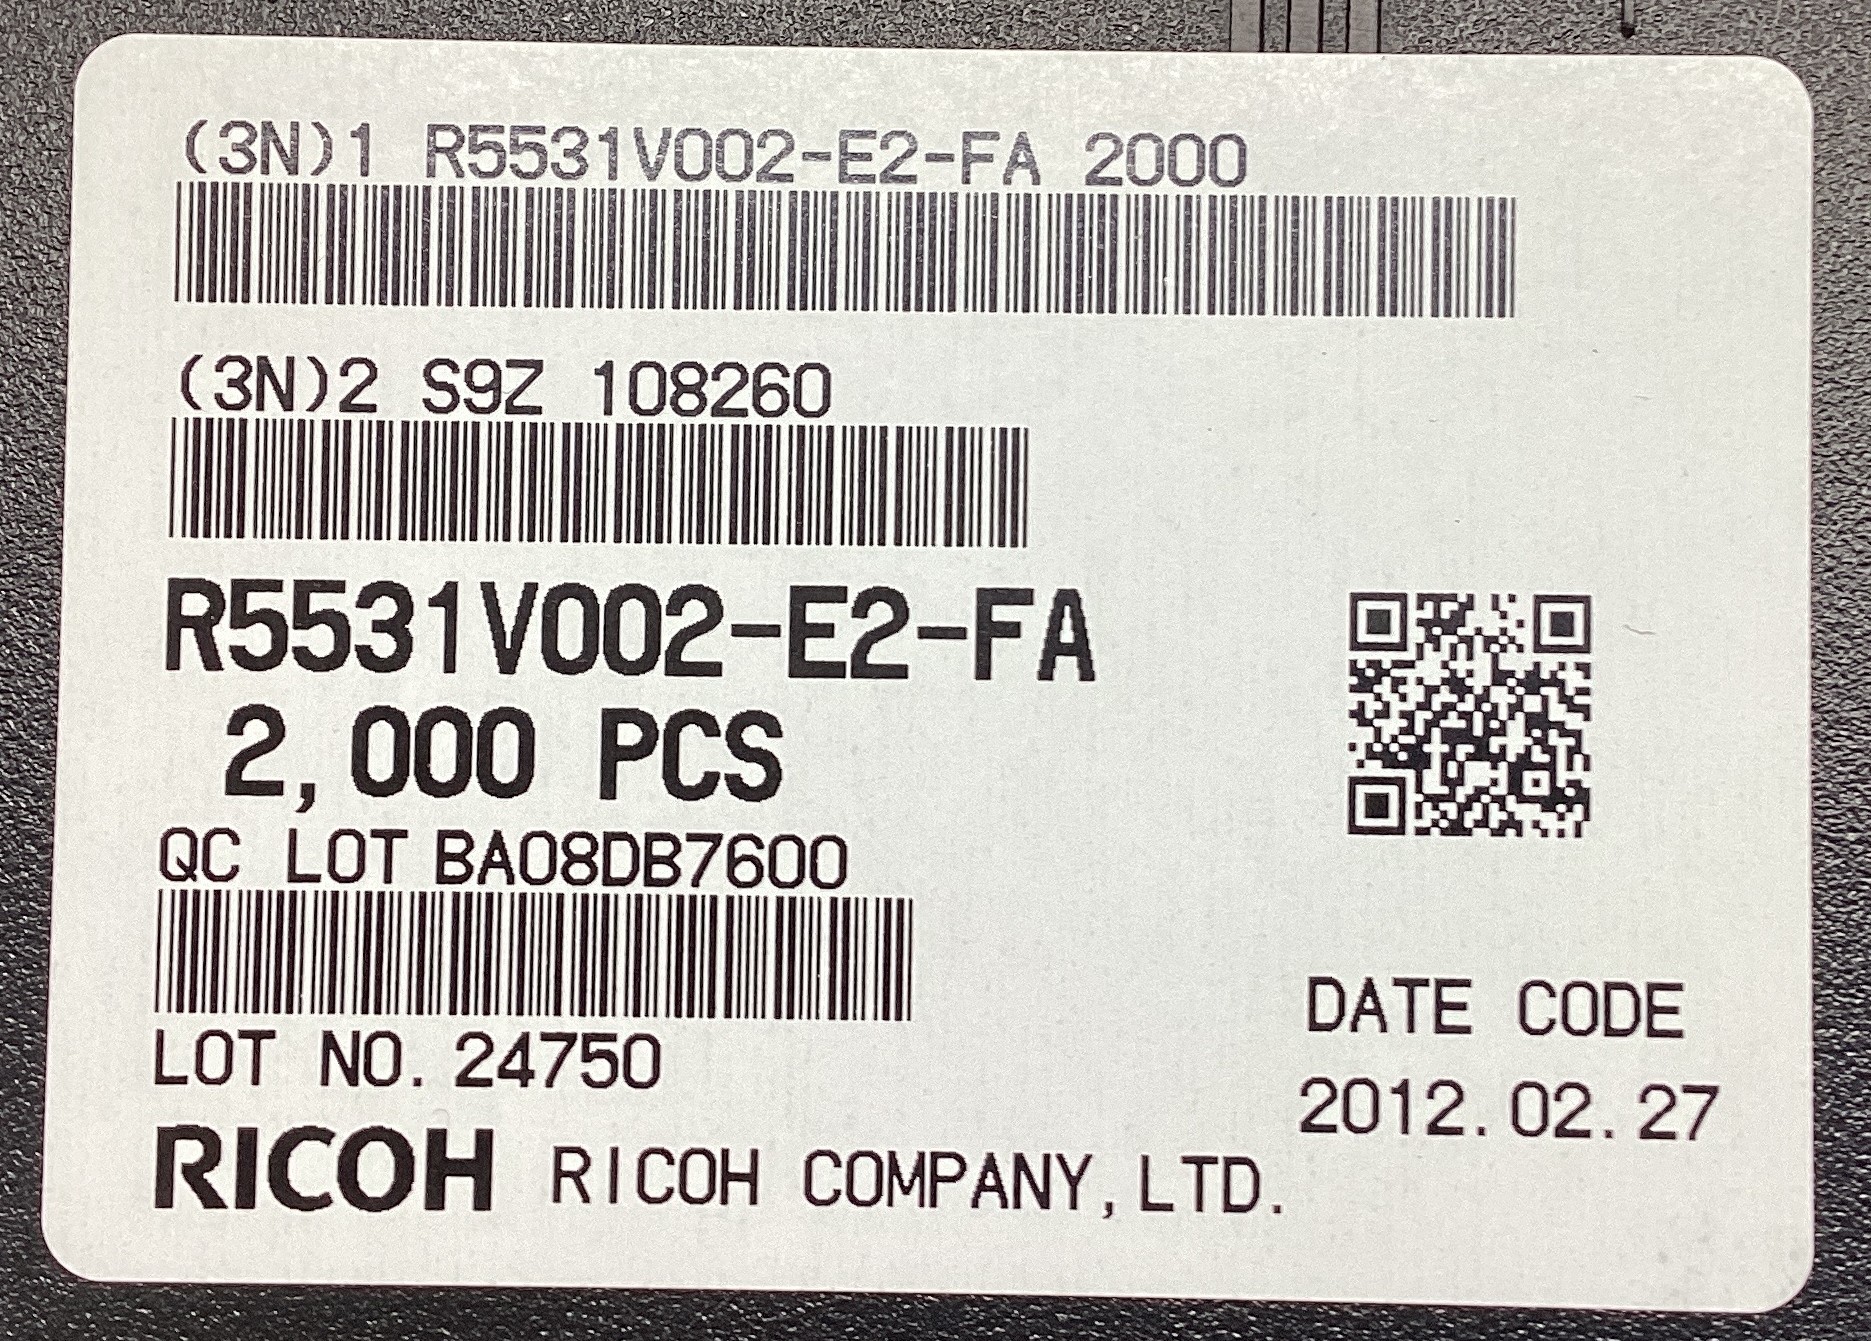 (3N)1 R5531V002-E2-FA 2000
(3N)2 S9Z 108260
R5531V002-E2-FA
2,000 PCS
QC LOT BA08DB7600
LOT NO. 24750
DATE CODE
2012.02.27
RICOH RICOH COMPANY,LTD.